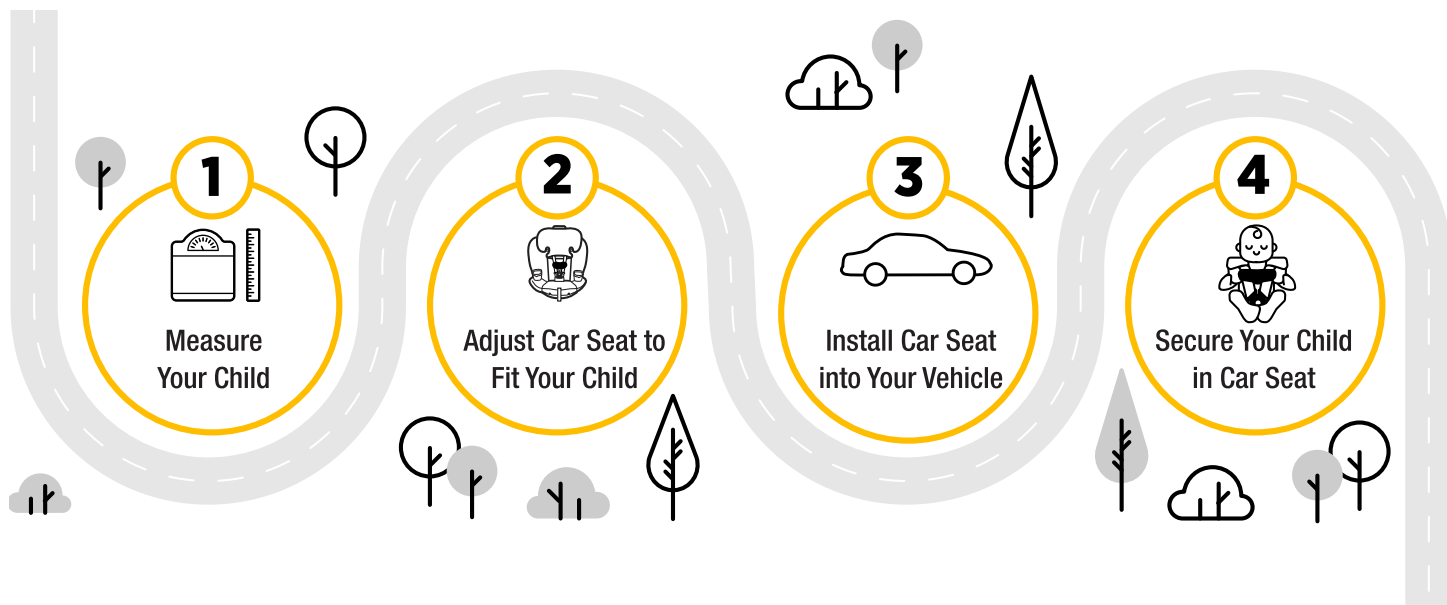 1
Measure
Your Child
2
Adjust Car Seat to
Fit Your Child
3
Install Car Seat
into Your Vehicle
4
Secure Your Child
in Car Seat